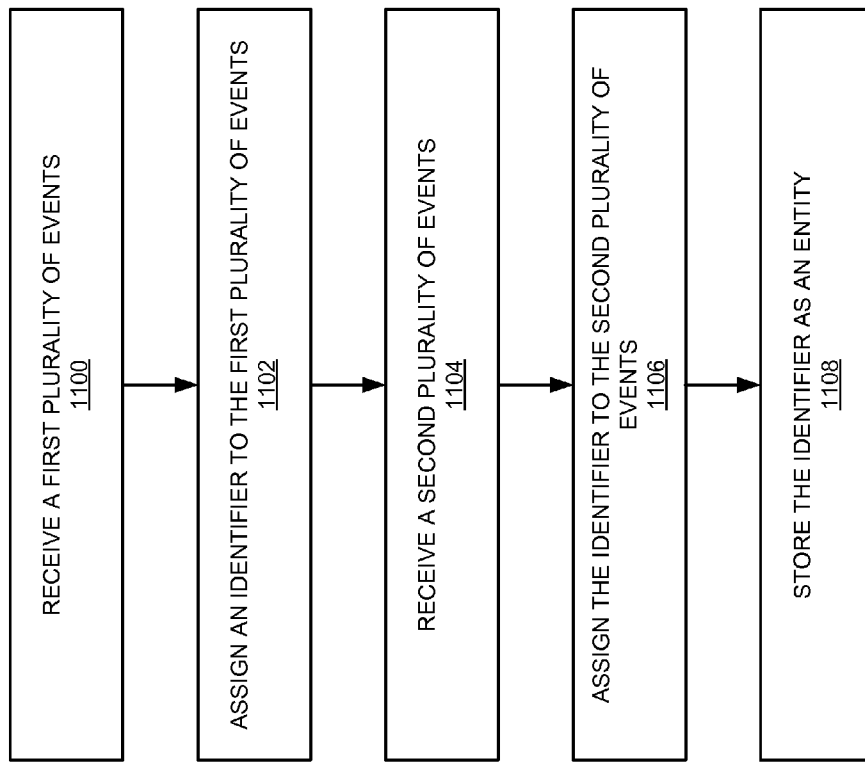 RECEIVE A FIRST PLURALITY OF EVENTS
1100
ASSIGN AN IDENTIFIER TO THE FIRST PLURALITY OF EVENTS
1102
RECEIVE A SECOND PLURALITY OF EVENTS
1104
ASSIGN THE IDENTIFIER TO THE SECOND PLURALITY OF
EVENTS
1106
STORE THE IDENTIFIER AS AN ENTITY
1108